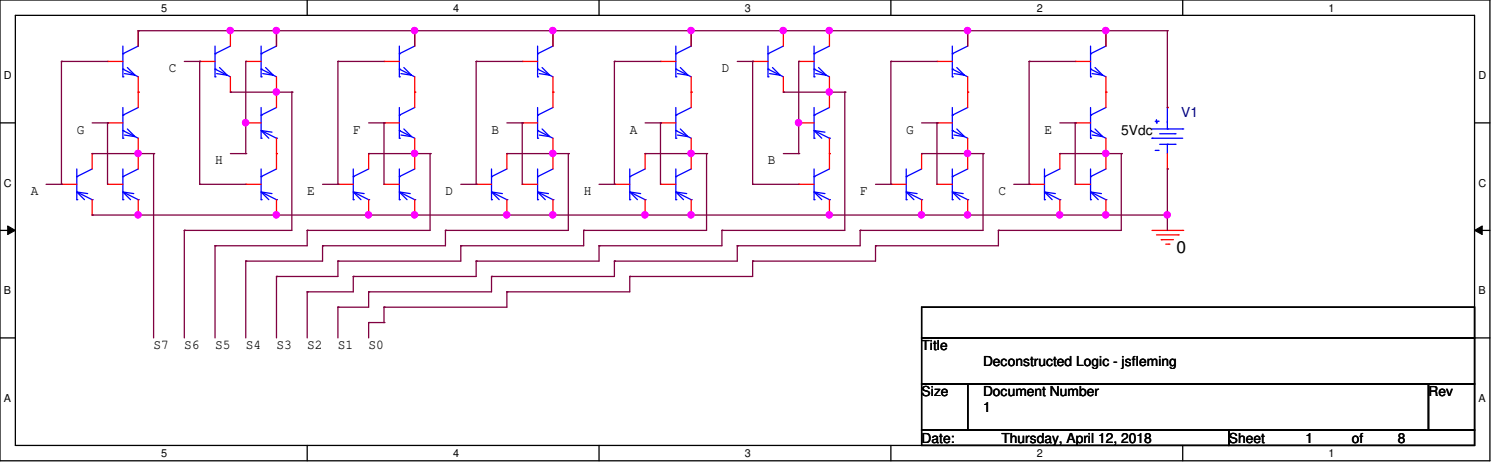 5 4 3 2 1
D C D D
V1
5Vdc
G F B A G E
H B
C A E D H F C C
0
B B
S7 S6 S5 S4 S3 S2 S1 S0
Title
Deconstructed Logic - jsfleming
Size Document Number Rev
1
A A
Date: Thursday, April 12, 2018 Sheet 1 of 8
5 4 3 2 1